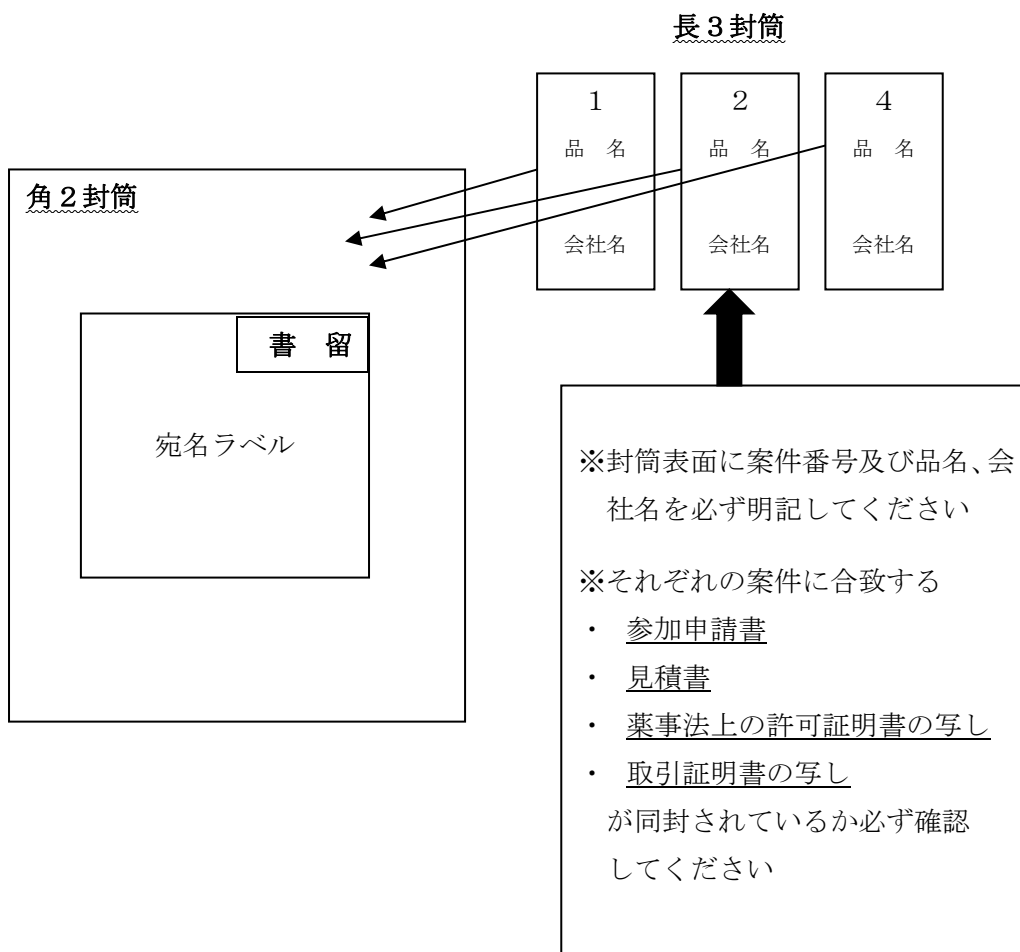 長３封筒
１
品　名
会社名
２
品　名
会社名
４
品　名
会社名
角２封筒
書　留
宛名ラベル
※封筒表面に案件番号及び品名、会
社名を必ず明記してください
※それぞれの案件に合致する
・ 参加申請書
・ 見積書
・ 薬事法上の許可証明書の写し
・ 取引証明書の写し
が同封されているか必ず確認
してください